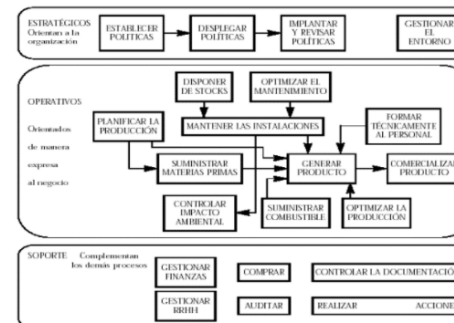 ESTRATÉGICOS
Orientan a la
organización
ESTABLECER
POLITICAS
DESPLEGAR
POLÍTICAS
IMPLANTAR
Y REVISAR
POLÍTICAS
GESTIONAR
EL
ENTORNO
OPERATIVOS
Orientados
de manera
expresa
al negocio
DISPONER
DE STOCKS
OPTIMIZAR EL
MANTENIMIENTO
PLANIFICAR LA
PRODUCCIÓN
MANTENER LAS INSTALACIONES
FORMAR
TÉCNICAMENTE
AL PERSONAL
SUMINISTRAR
MATERIAS PRIMAS
GENERAR
PRODUCTO
COMERCIALIZAR
PRODUCTO
CONTROLAR
IMPACTO
AMBIENTAL
SUMINISTRAR
COMBUSTIBLE
OPTIMIZAR LA
PRODUCCIÓN
SOPORTE Complementan
los demás procesos
GESTIONAR
FINANZAS
COMPRAR
CONTROLAR LA DOCUMENTACIÓ
GESTIONAR
RRHH
AUDITAR
REALIZAR ACCIONE